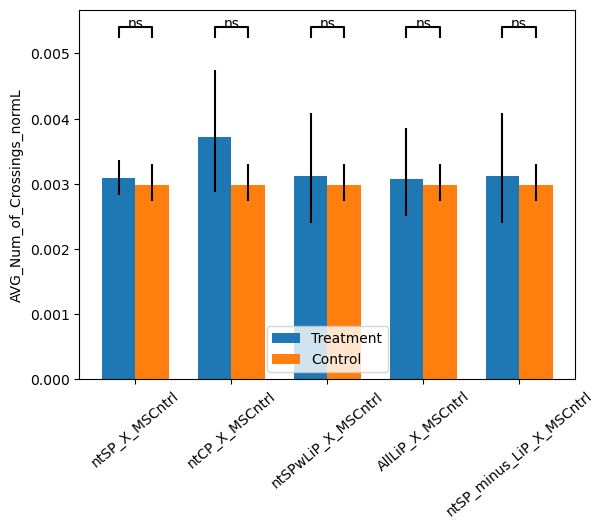 ns ns ns ns ns
0.005
0.004
0.003
0.002
0.001
0.000
AVG_Num_of_Crossings_normL
Treatment
Control
ntSP_X_MSCntrl
ntCP_X_MSCntrl
ntSPwLiP_X_MSCntrl
AllLiP_X_MSCntrl
ntSP_minus_LiP_X_MSCntrl